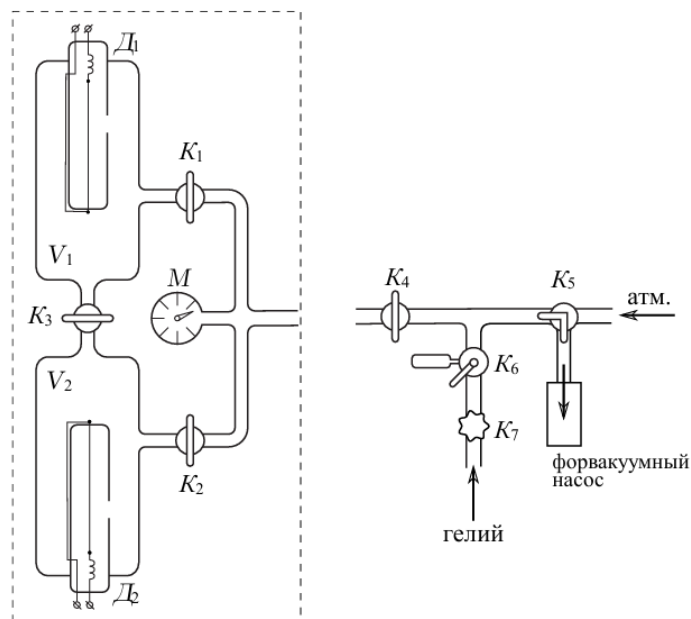 Д1
K1
V1
M
K3
V2
K2
Д2
K4
K5
атм.
K6
K7
форвакуумный
насос
гелий